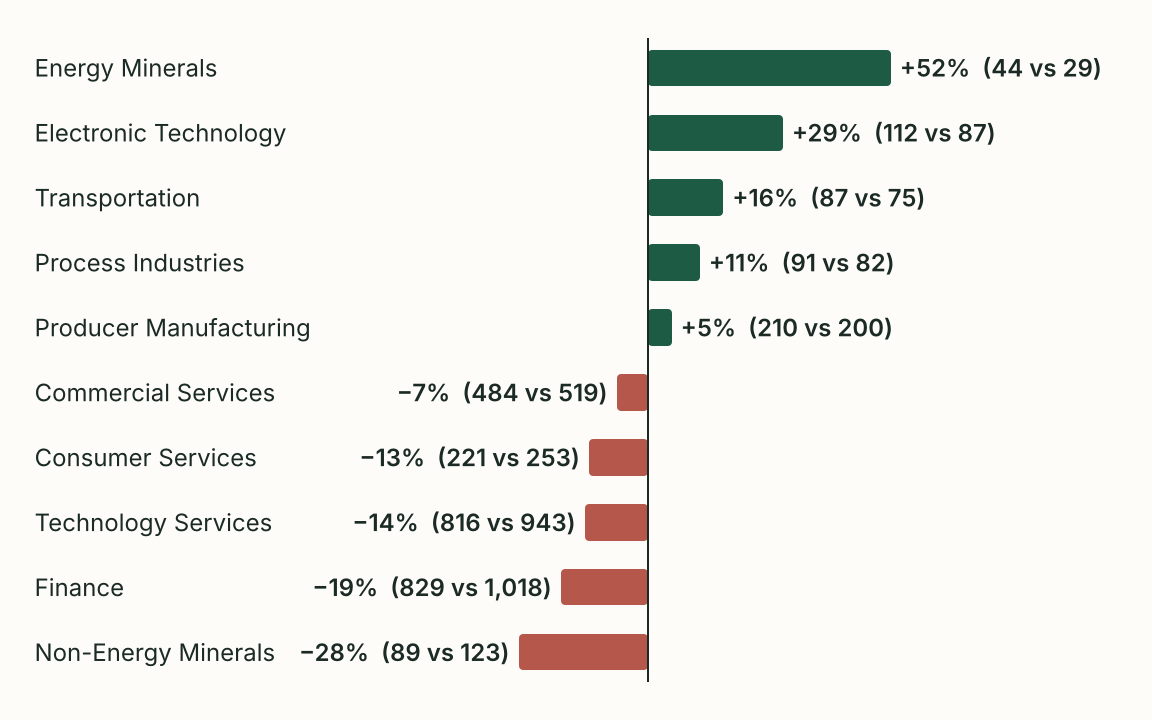 Energy Minerals +52% (44 vs 29)
Electronic Technology +29% (112 vs 87)
Transportation +16% (87 vs 75)
Process Industries +11% (91 vs 82)
Producer Manufacturing +5% (210 vs 200)
Commercial Services −7% (484 vs 519)
Consumer Services −13% (221 vs 253)
Technology Services −14% (816 vs 943)
Finance −19% (829 vs 1,018)
Non-Energy Minerals −28% (89 vs 123)